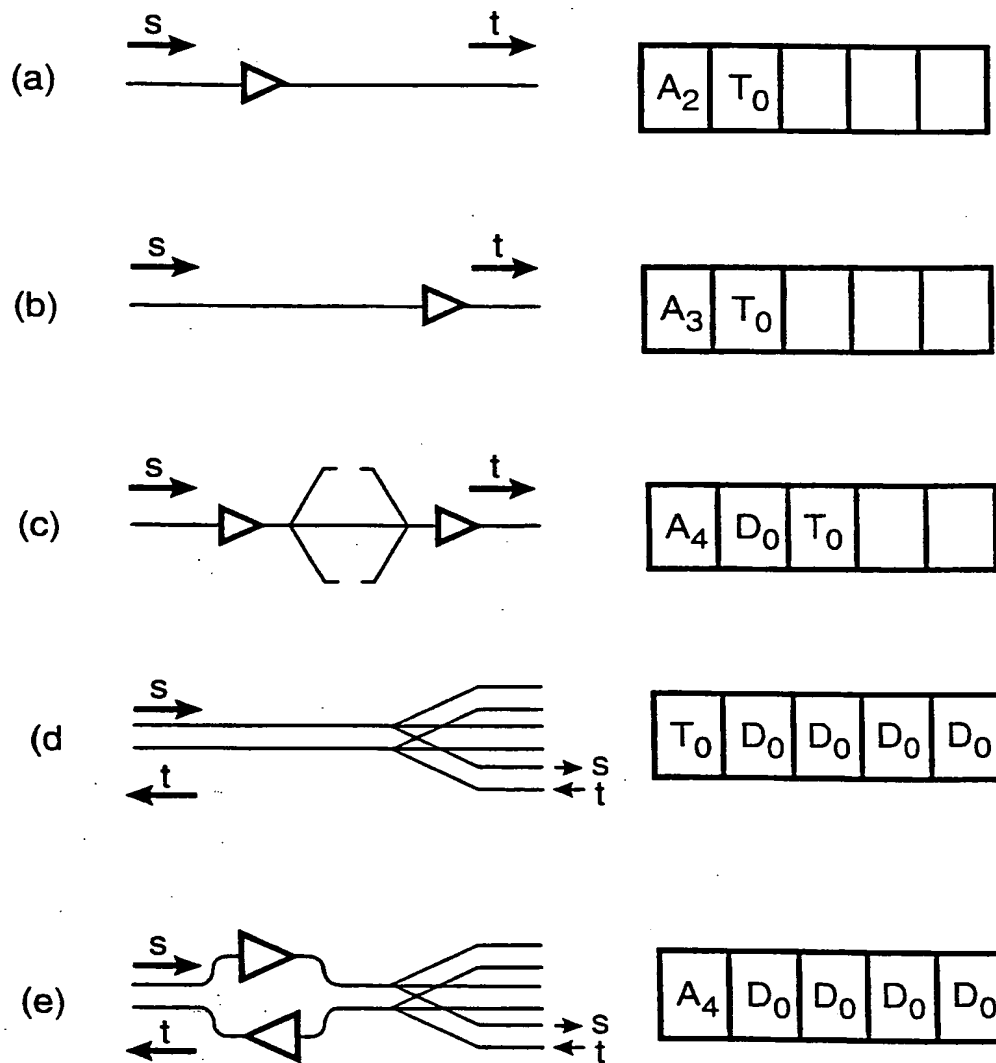 s t
(a) A2 T0
s t
(b) A3 T0
s t
(c) A4 D0 T0
s
(d T0 D0 D0 D0 D0
s
t
t
s
(e) A4 D0 D0 D0 D0
s
t
t